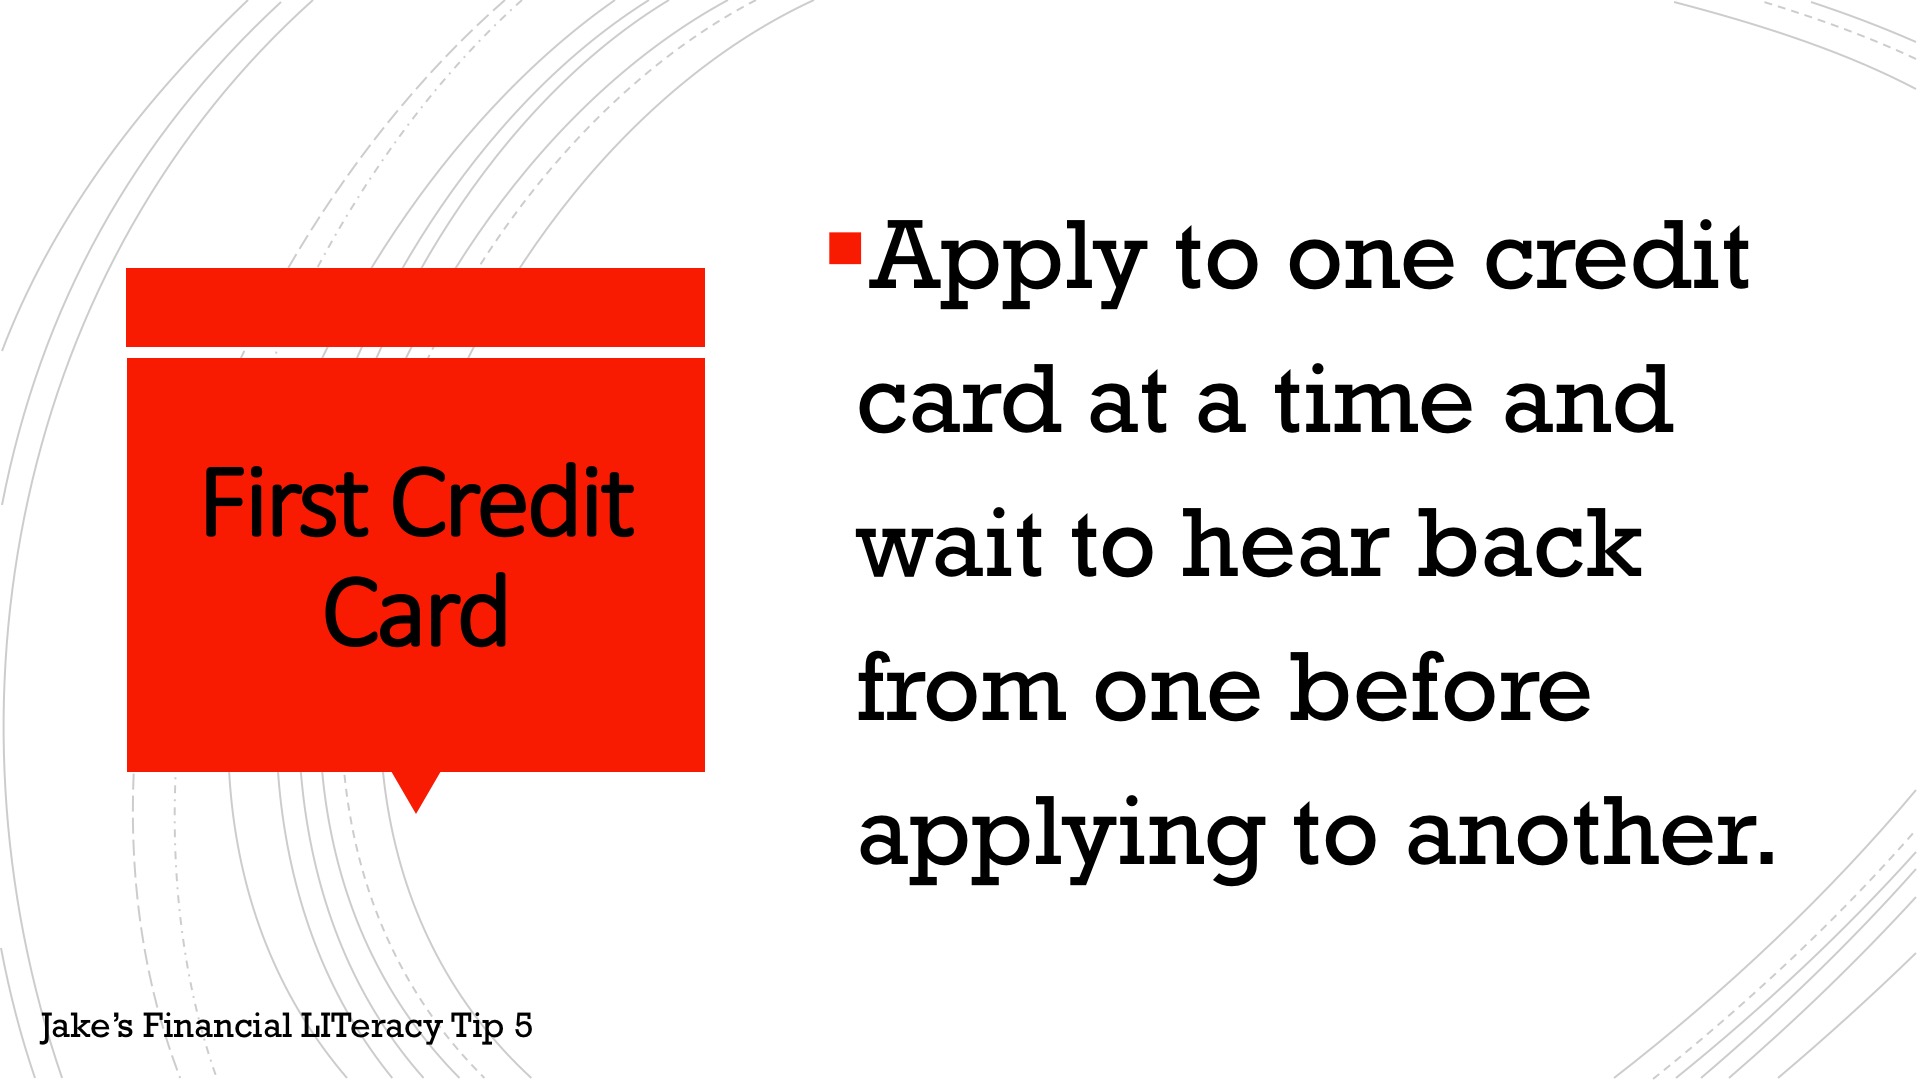 First Credit
Card
▪Apply to one credit
card at a time and
wait to hear back
from one before
applying to another.
Jake’s Financial LITeracy Tip 5